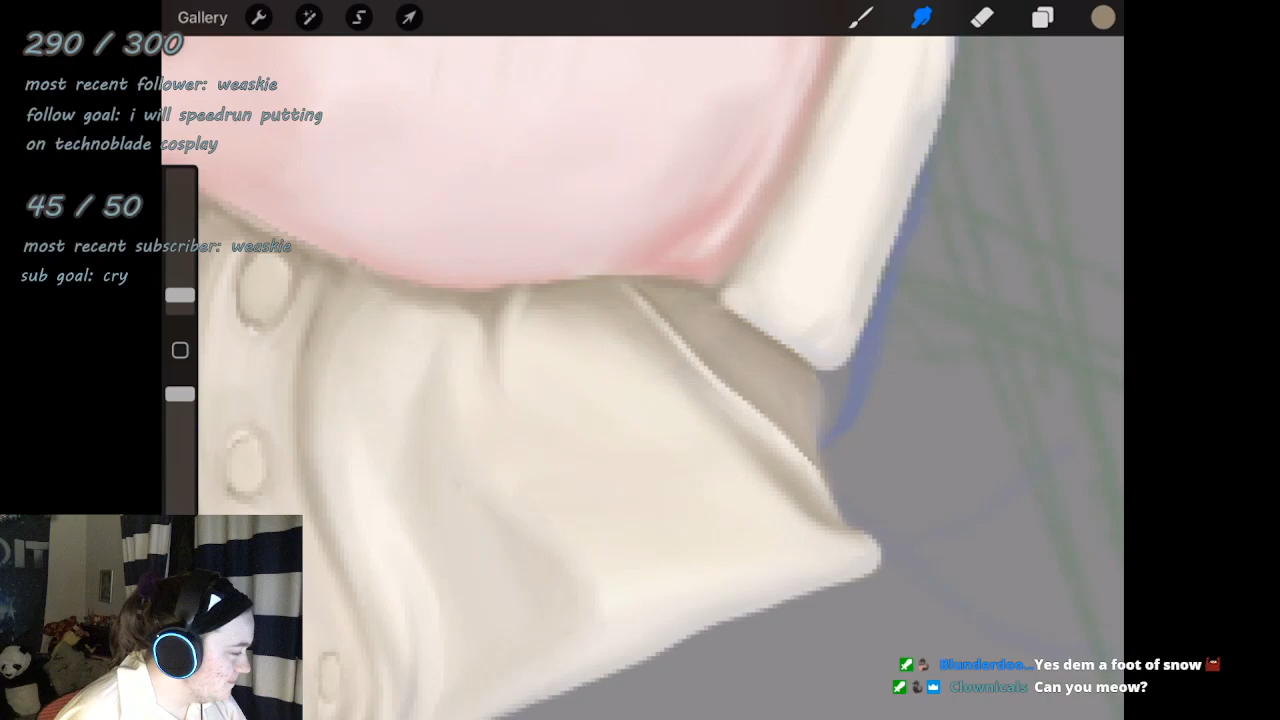 Gallery
290 / 300
most recent follower: weaskie
follow goal: i will speedrun putting
on technoblade cosplay
45 / 50
most recent subscriber: weaskie
sub goal: cry
Blunderdoo... Yes dem a foot of snow
Clownicals Can you meow?